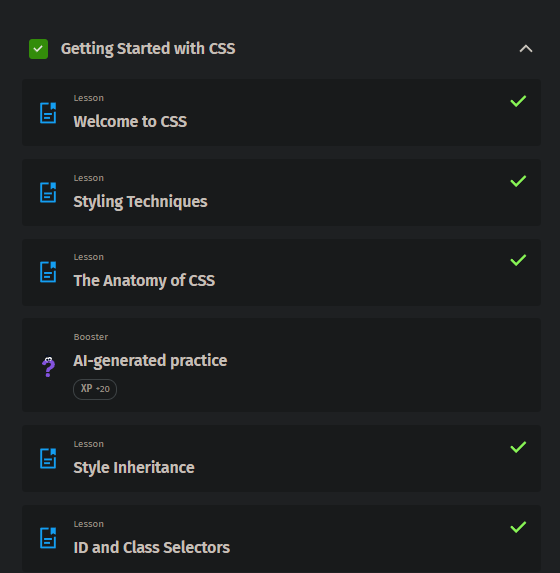 Getting Started with CSS
Lesson
Welcome to CSS
Lesson
Styling Techniques
Lesson
The Anatomy of CSS
Booster
AI-generated practice
XP +20
Lesson
Style Inheritance
Lesson
ID and Class Selectors